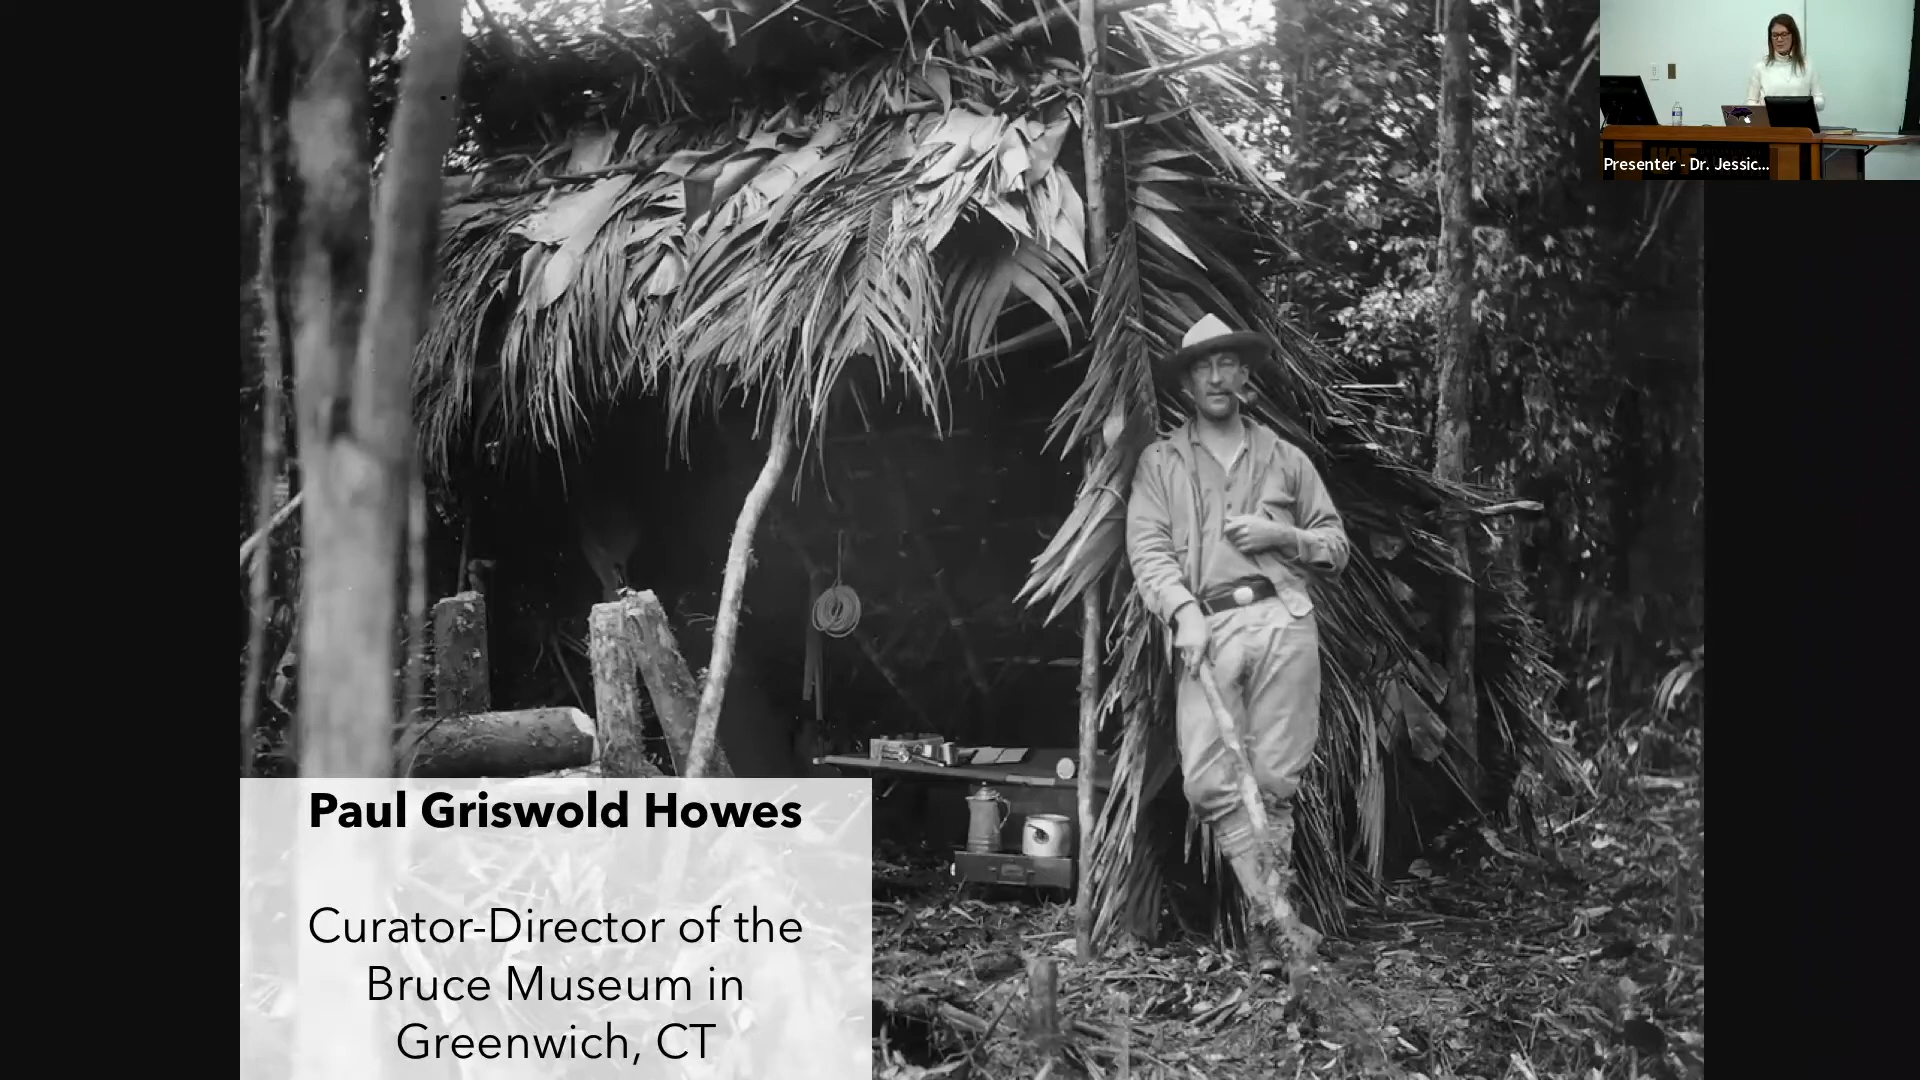 Presenter - Dr. Jessic...
Paul Griswold Howes
Curator-Director of the
Bruce Museum in
Greenwich, CT